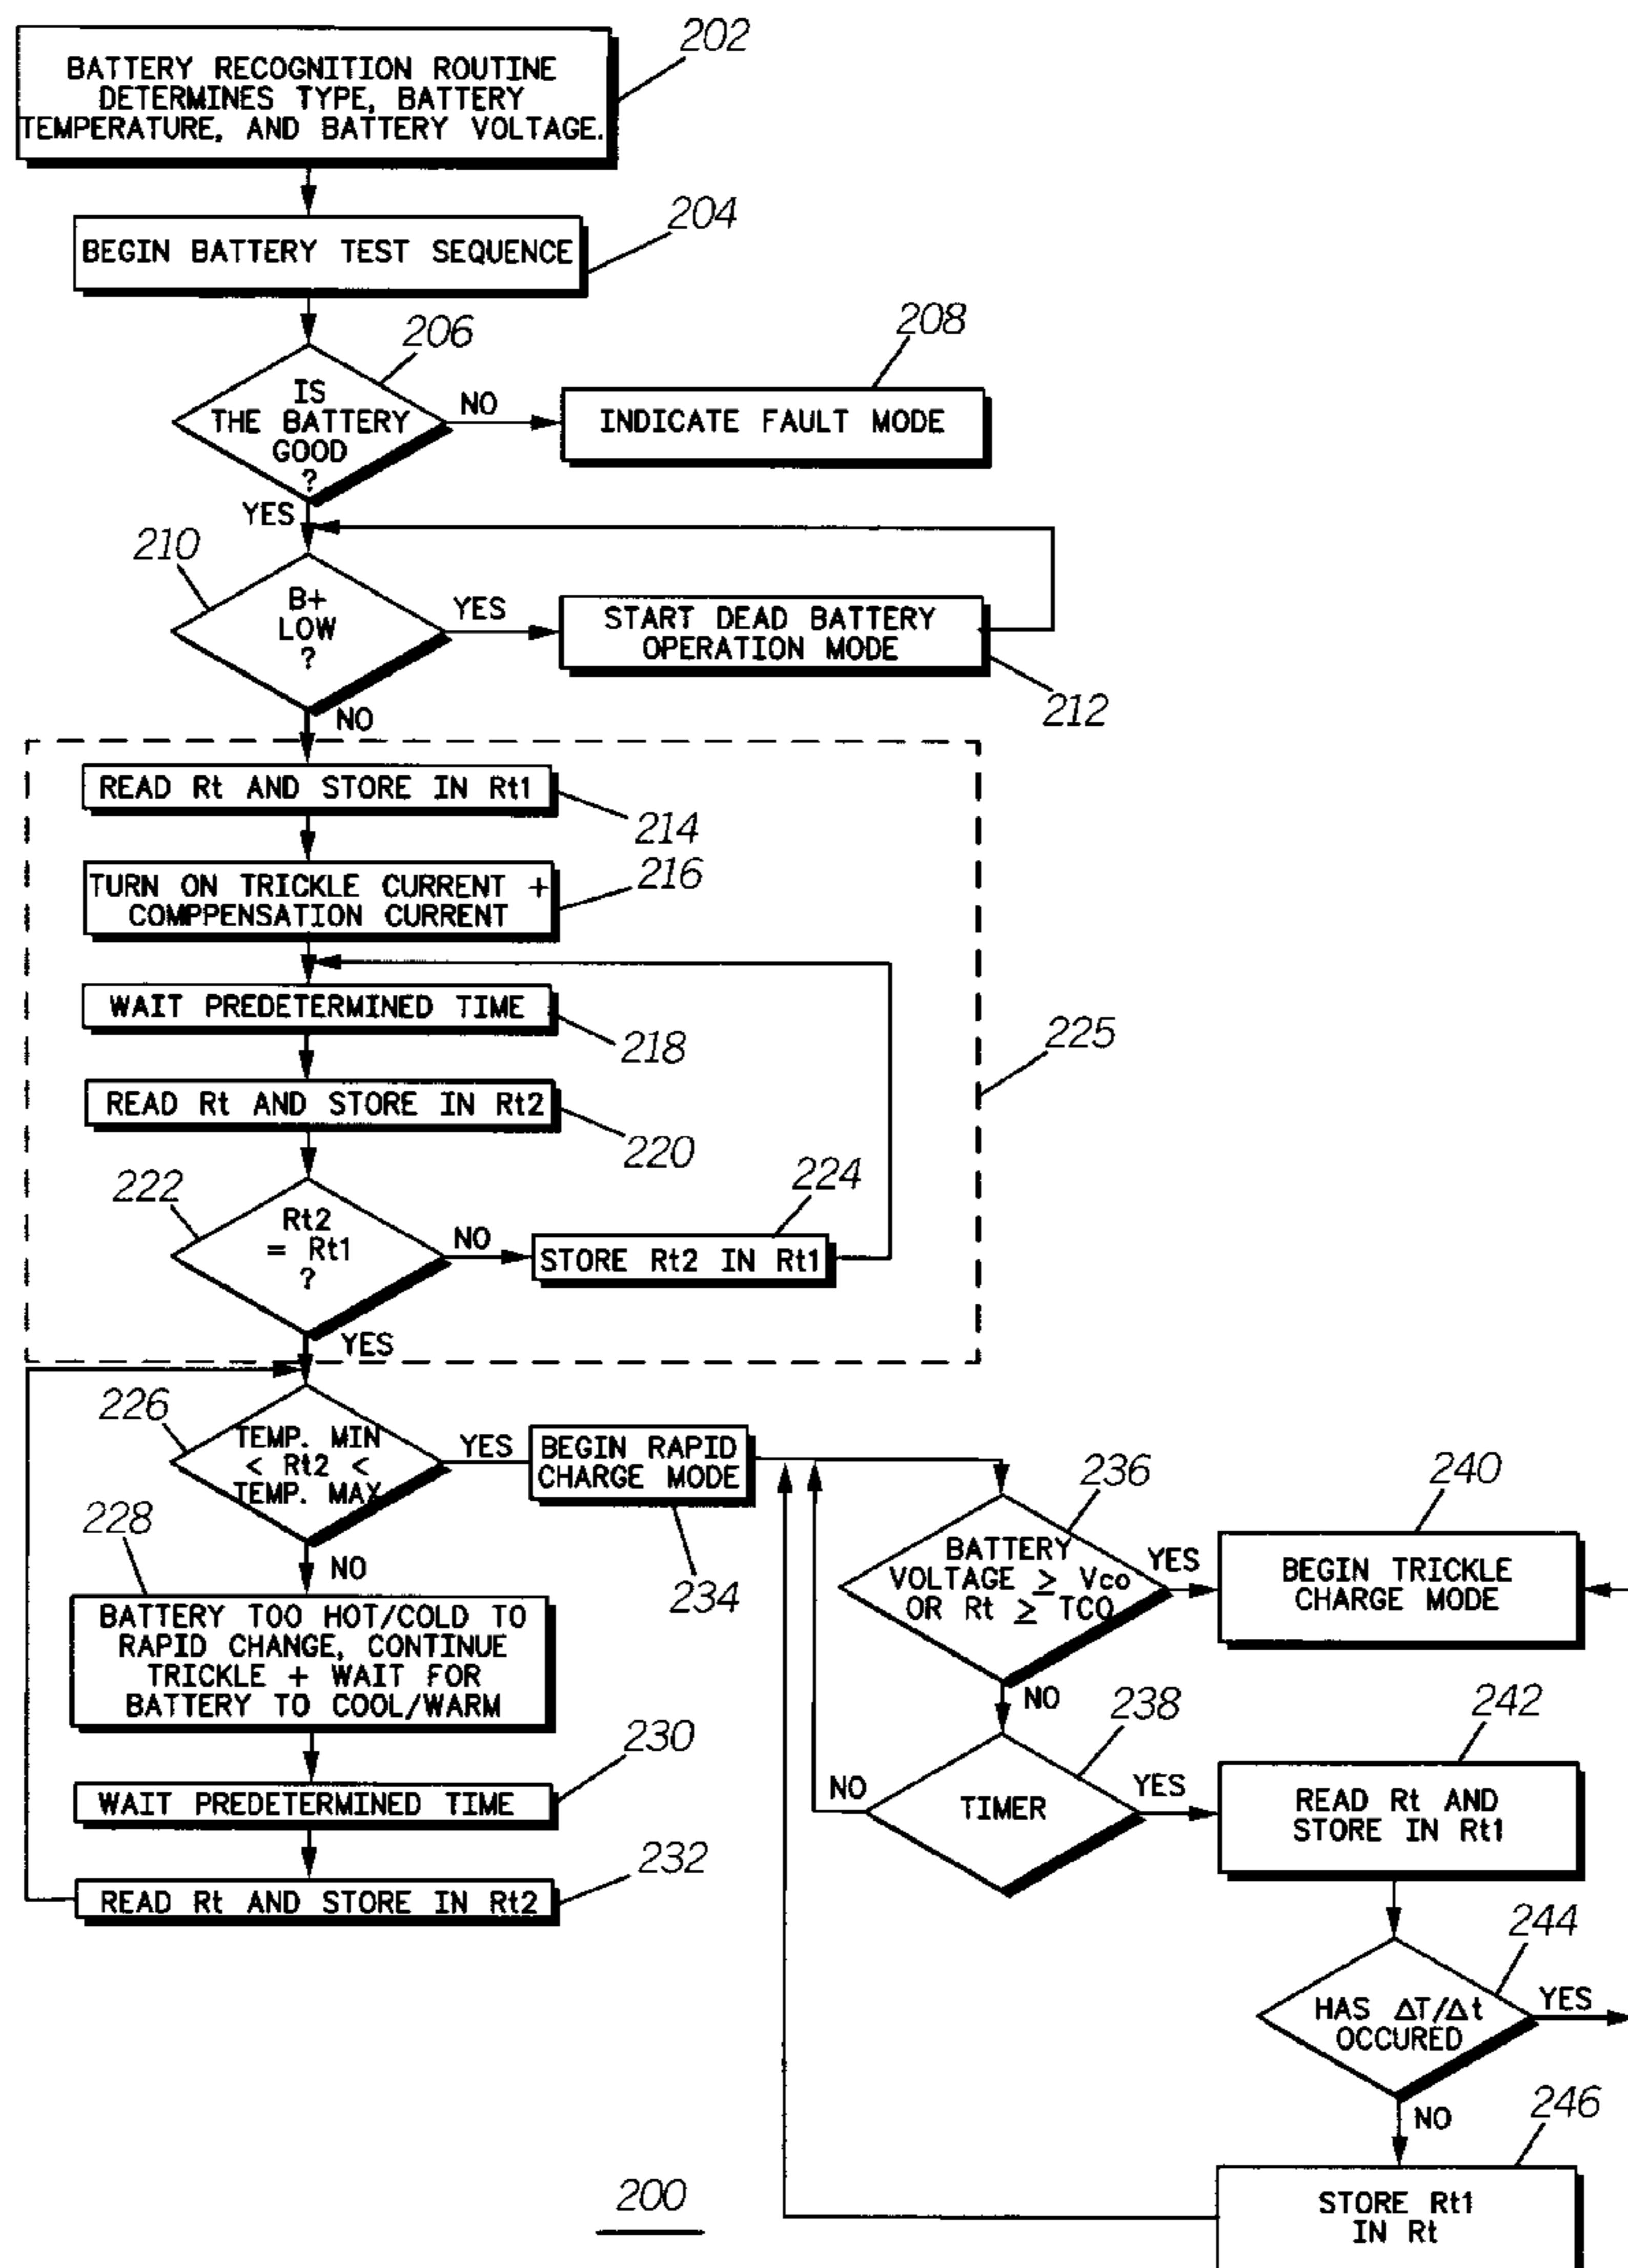 202
BATTERY RECOGNITION ROUTINE
DETERMINES TYPE, BATTERY
TEMPERATURE, AND BATTERY VOLTAGE.
204
BEGIN BATTERY TEST SEQUENCE
206
IS
THE BATTERY
GOOD
?
NO
208
INDICATE FAULT MODE
YES
210
B+
LOW
?
YES
START DEAD BATTERY
OPERATION MODE
212
NO
READ Rt AND STORE IN Rt1
214
TURN ON TRICKLE CURRENT +
COMPPENSATION CURRENT
216
WAIT PREDETERMINED TIME
218
225
READ Rt AND STORE IN Rt2
220
222
Rt2
= Rt1
?
NO
224
STORE Rt2 IN Rt1
YES
226
TEMP. MIN
< Rt2 <
TEMP. MAX
YES
BEGIN RAPID
CHARGE MODE
234
NO
228
BATTERY TOO HOT/COLD TO
RAPID CHANGE, CONTINUE
TRICKLE + WAIT FOR
BATTERY TO COOL/WARM
230
WAIT PREDETERMINED TIME
232
READ Rt AND STORE IN Rt2
236
BATTERY
VOLTAGE ≥ Vco
OR Rt ≥ TCO
YES
240
BEGIN TRICKLE
CHARGE MODE
NO
238
TIMER
NO
YES
242
READ Rt AND
STORE IN Rt1
244
HAS ΔT/Δt
OCCURED
YES
NO
246
STORE Rt1
IN Rt
200